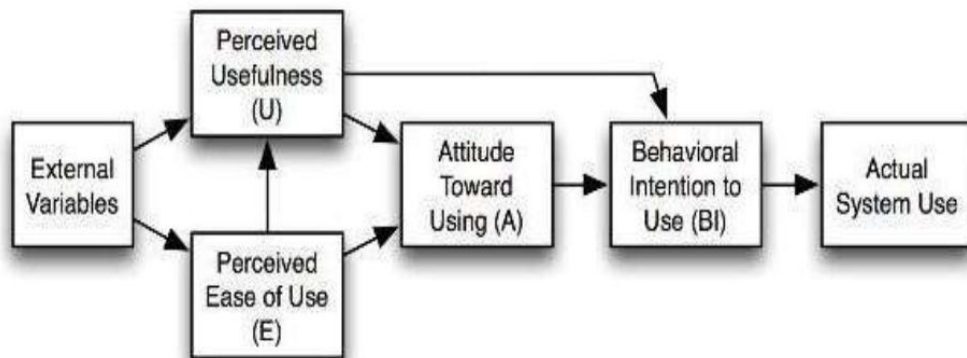 Perceived
Usefulness
(U)
External
Variables
Perceived
Ease of Use
(E)
Attitude
Toward
Using (A)
Behavioral
Intention to
Use (BI)
Actual
System Use